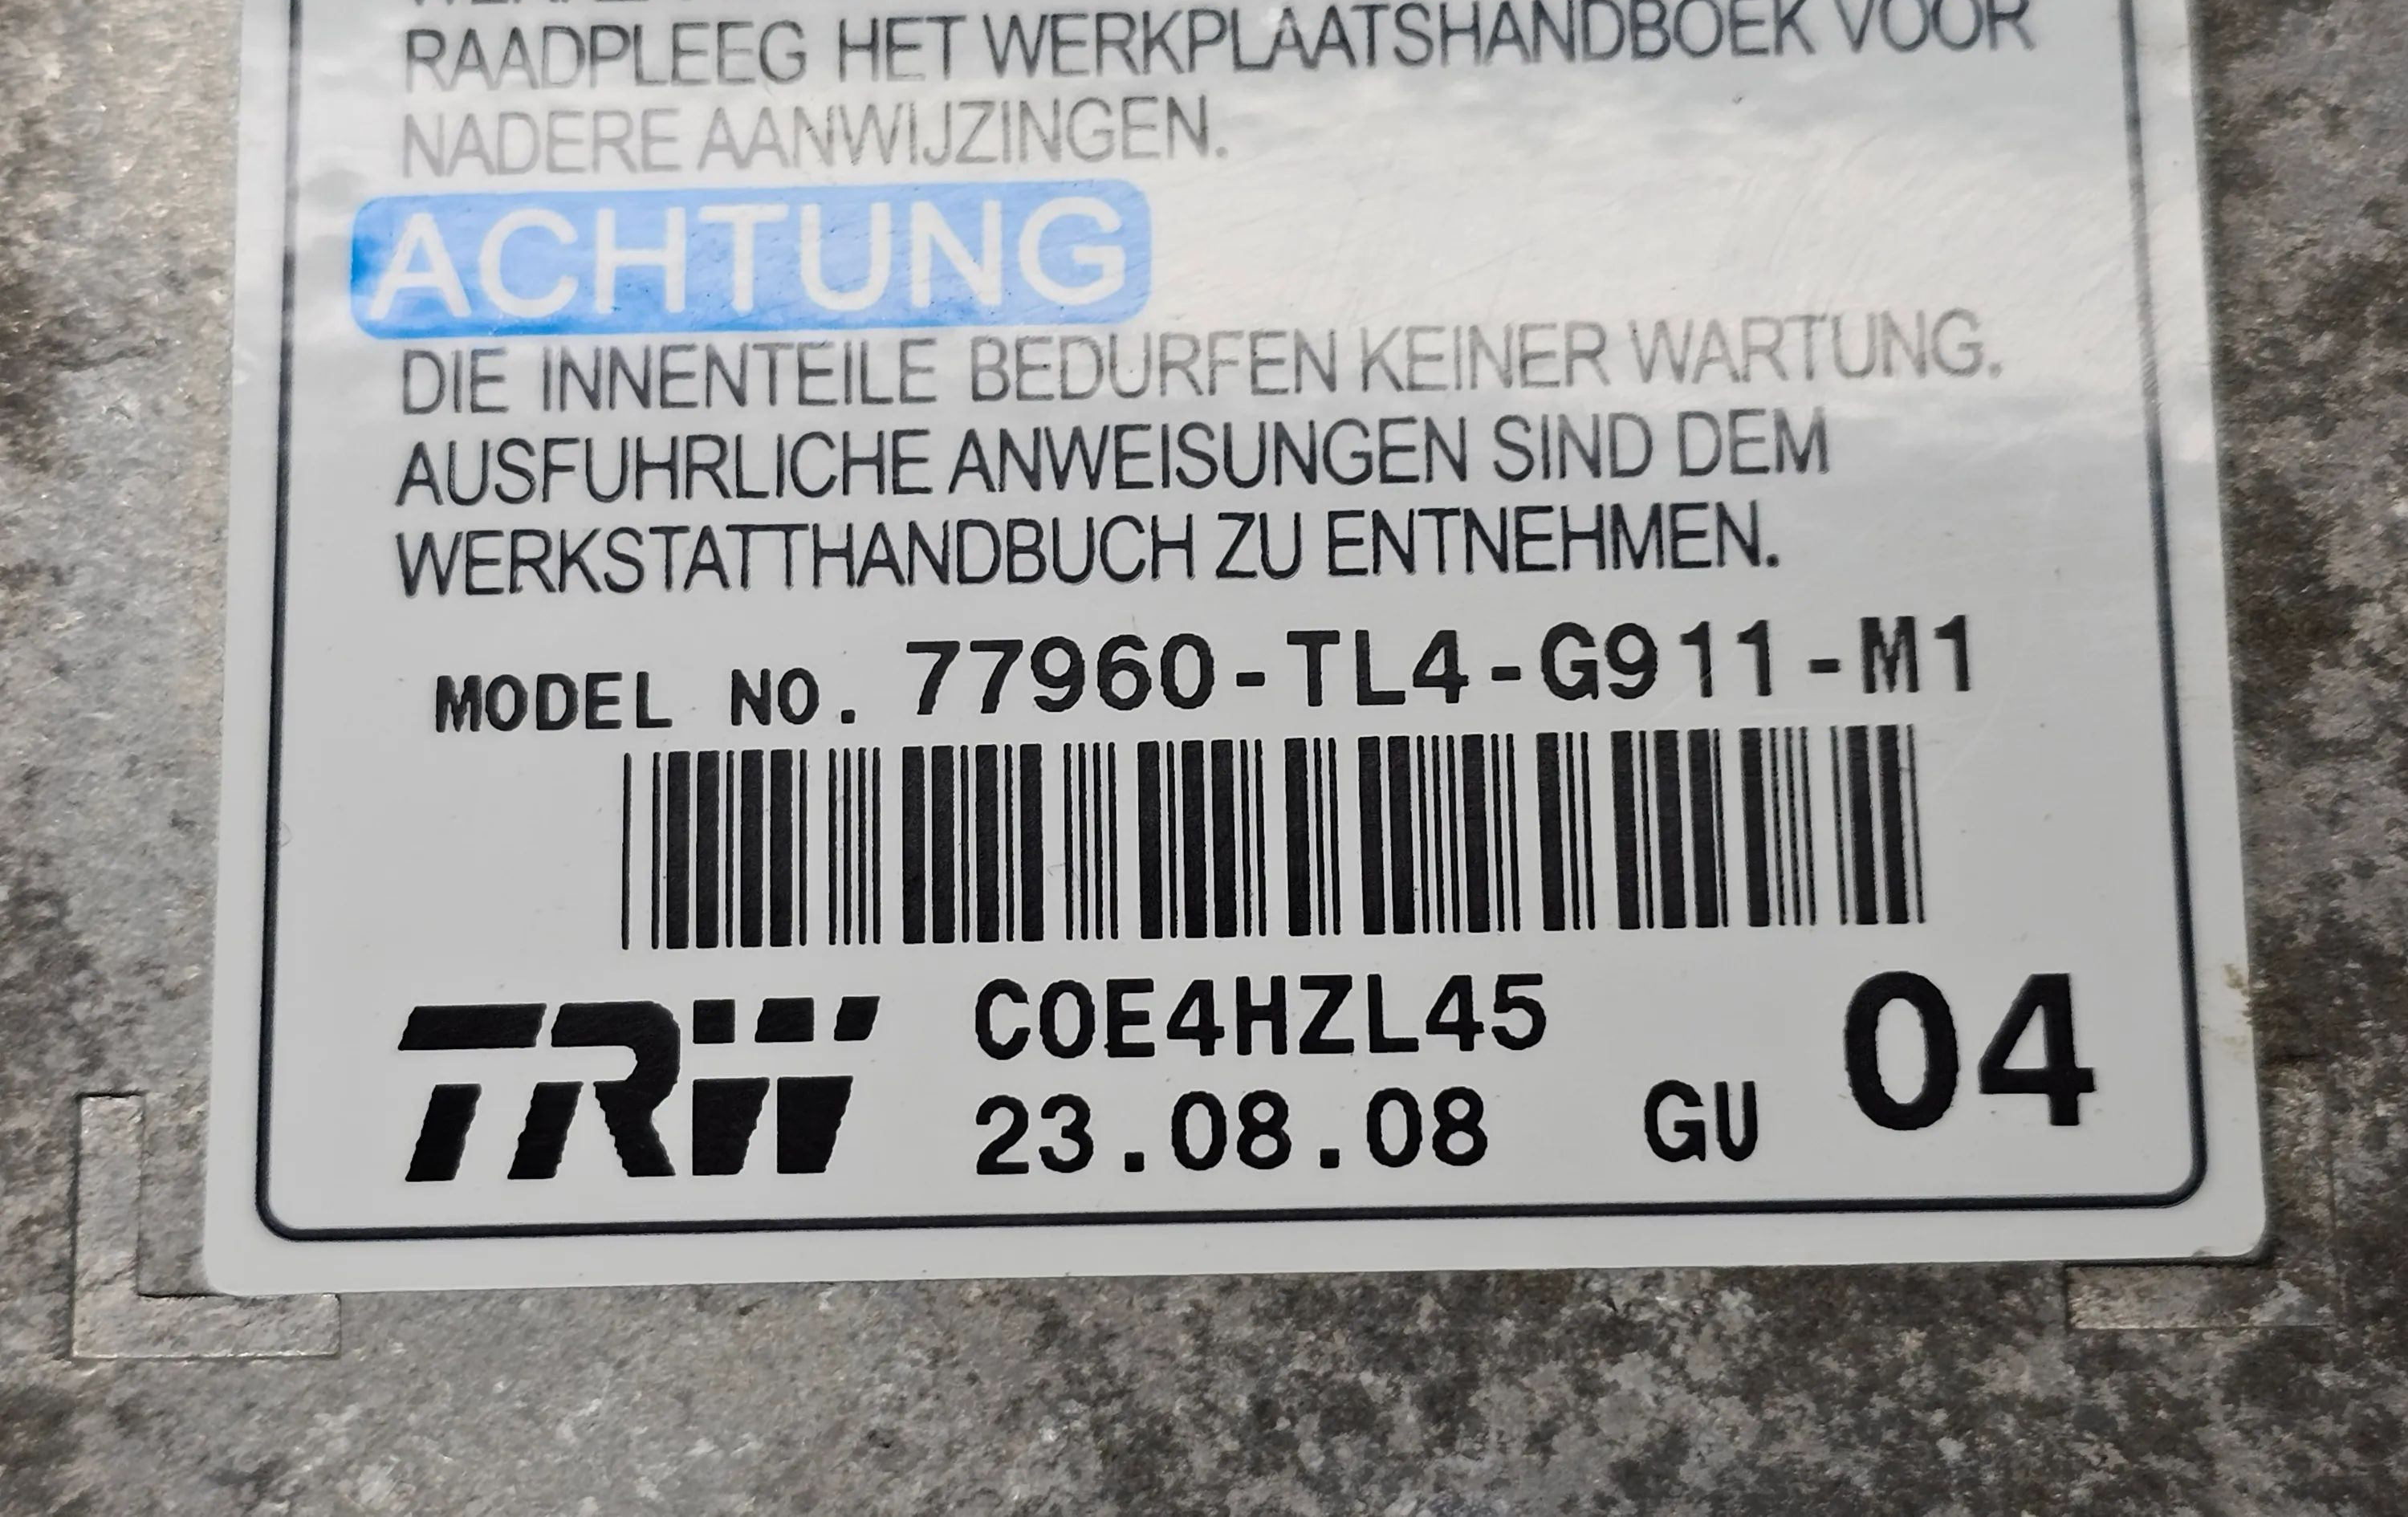 RAADPLEEG HET WERKPLAATSHANDBOEK VOOR
NADERE AANWIJZINGEN.
ACHTUNG
DIE INNENTEILE BEDURFEN KEINER WARTUNG.
AUSFUHRLICHE ANWEISUNGEN SIND DEM
WERKSTATTHANDBUCH ZU ENTNEHMEN.
MODEL NO. 77960-TL4-G911-M1
TRW
C0E4HZL45
23.08.08 GU 04